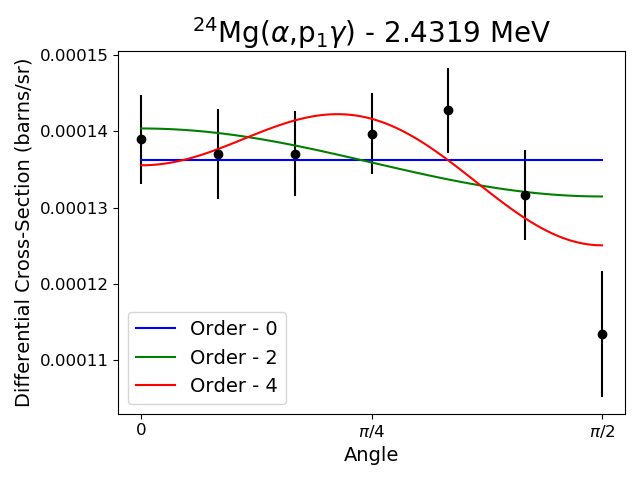 ²⁴Mg(α,p₁γ) - 2.4319 MeV
Differential Cross-Section (barns/sr)
0.00015
0.00014
0.00013
0.00012
0.00011
Order - 0
Order - 2
Order - 4
0
π/4
π/2
Angle